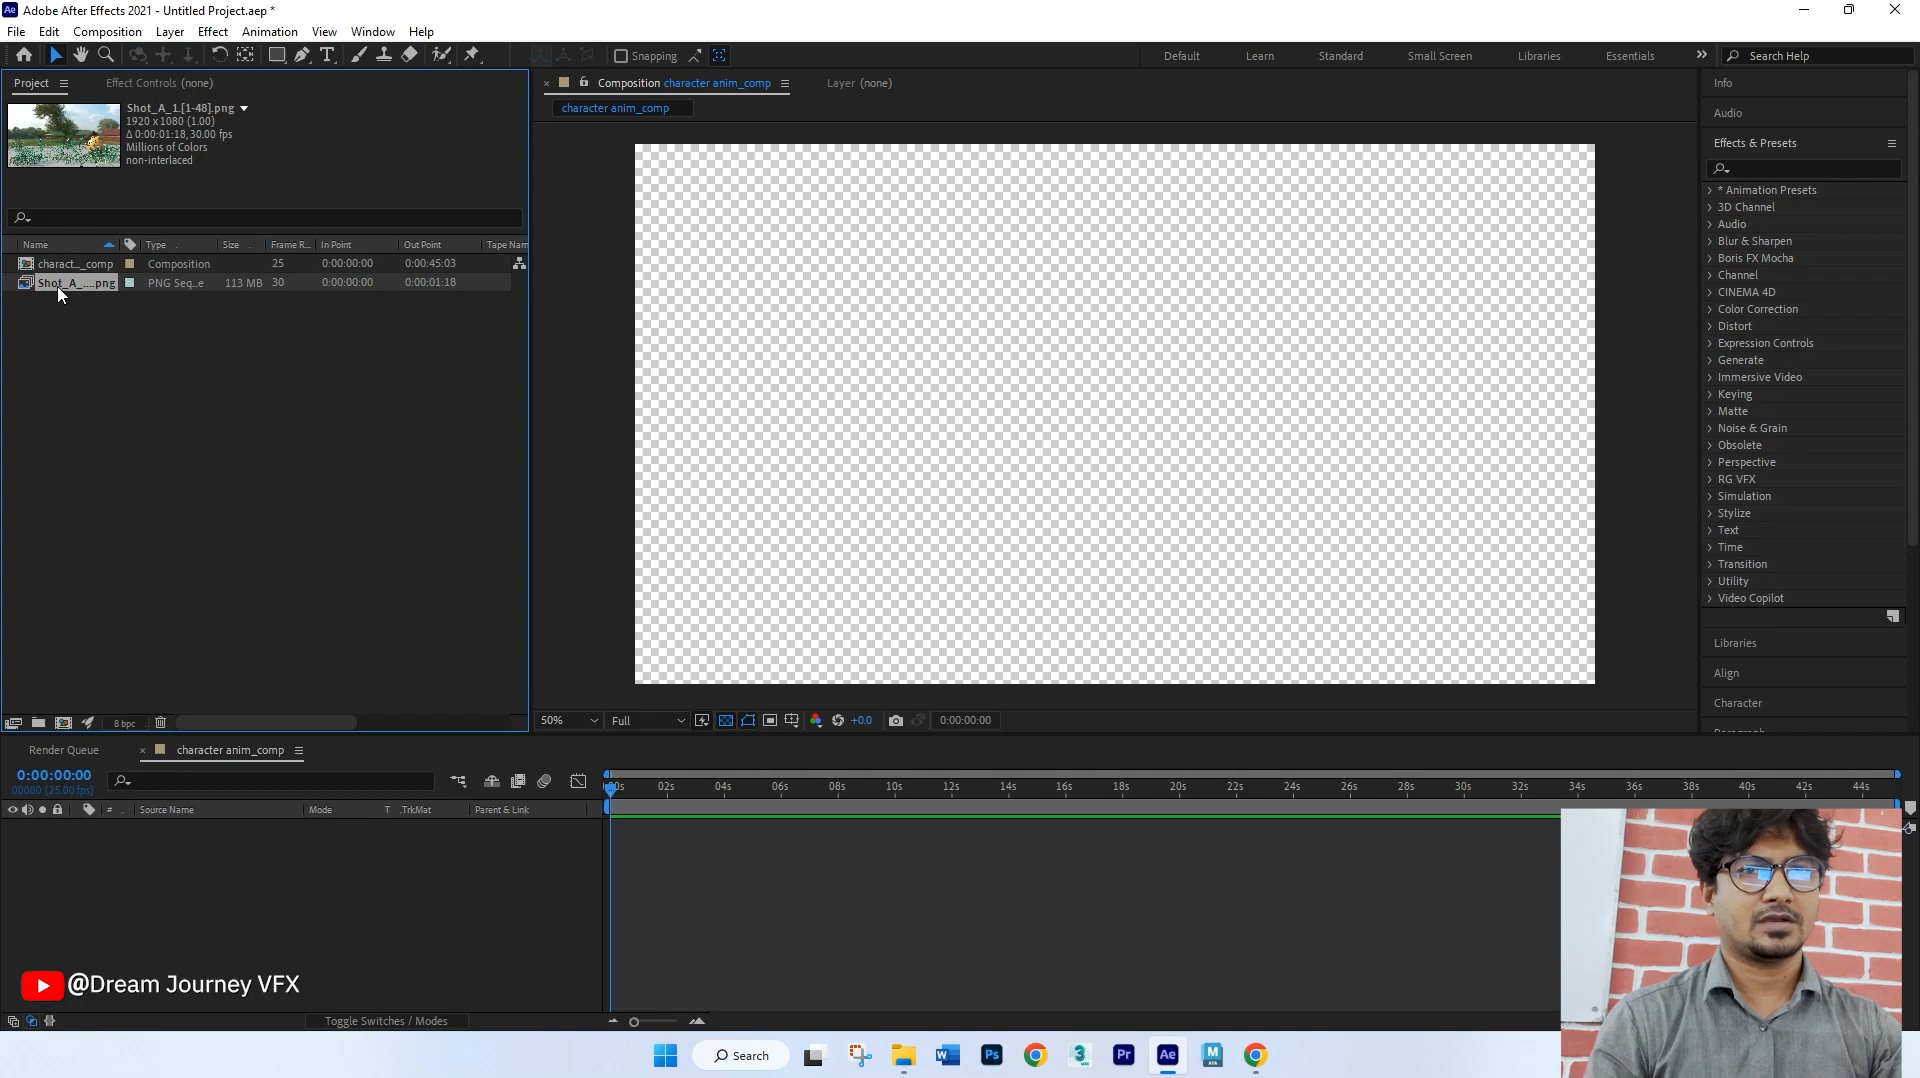 Adobe After Effects 2021 - Untitled Project.aep *
File Edit Composition Layer Effect Animation View Window Help
Snapping
Default Learn Standard Small Screen Libraries Essentials
Search Help
Project
Effect Controls (none)
Shot_A_1.[1-48].png
1920 x 1080 (1.00)
Δ 0:00:01:18, 30.00 fps
Millions of Colors
non-interlaced
Name Type Size Frame R... In Point Out Point Tape Nam
charact..._comp Composition 25 0:00:00:00 0:00:45:03
Shot_A_....png PNG Seq...e 113 MB 30 0:00:00:00 0:00:01:18
8 bpc
Composition character anim_comp
Layer (none)
character anim_comp
50% Full +0.0 0:00:00:00
Info
Audio
Effects & Presets
* Animation Presets
3D Channel
Audio
Blur & Sharpen
Boris FX Mocha
Channel
CINEMA 4D
Color Correction
Distort
Expression Controls
Generate
Immersive Video
Keying
Matte
Noise & Grain
Obsolete
Perspective
RG VFX
Simulation
Stylize
Text
Time
Transition
Utility
Video Copilot
Libraries
Align
Character
Render Queue
character anim_comp
0:00:00:00
00000 (25.00 fps)
# Source Name Mode T .TrkMat Parent & Link
02s 04s 06s 08s 10s 12s 14s 16s 18s 20s 22s 24s 26s 28s 30s 32s 34s 36s 38s 40s 42s 44s
@Dream Journey VFX
Toggle Switches / Modes
Search